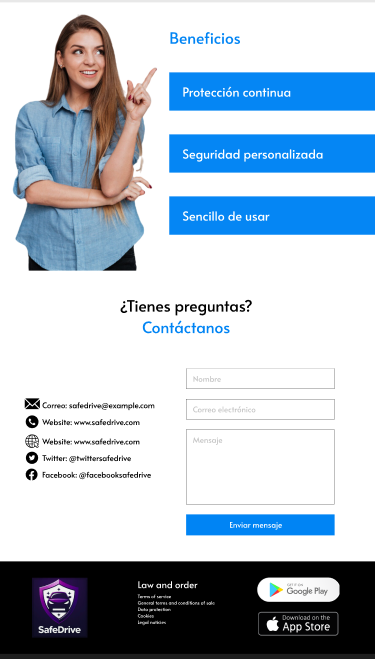 Beneficios
Protección continua
Seguridad personalizada
Sencillo de usar
¿Tienes preguntas?
Contáctanos
Correo: safedrive@example.com
Website: www.safedrive.com
Website: www.safedrive.com
Twitter: @twittersafedrive
Facebook: @facebooksafedrive
Nombre
Correo electrónico
Mensaje
Enviar mensaje
SafeDrive
Law and order
Terms of service
General terms and conditions of sale
Data protection
Cookies
Legal noticies
GET IT ON
Google Play
Download on the
App Store